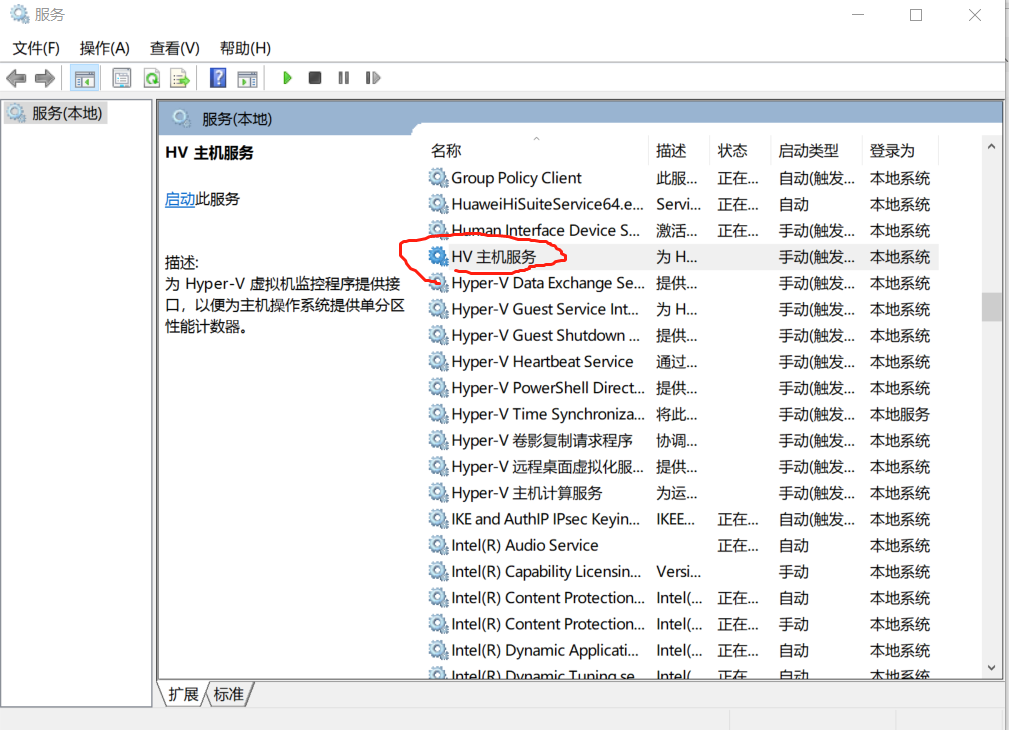 服务
文件(F) 操作(A) 查看(V) 帮助(H)
服务(本地)
服务(本地)
HV 主机服务
启动此服务
描述:
为 Hyper-V 虚拟机监控程序提供接
口，以便为主机操作系统提供单分区
性能计数器。
名称 描述 状态 启动类型 登录为
Group Policy Client 此服... 正在... 自动(触发... 本地系统
HuaweiHiSuiteService64.e... Servi... 正在... 自动 本地系统
Human Interface Device S... 激活... 正在... 手动(触发... 本地系统
HV 主机服务 为 H... 手动(触发... 本地系统
Hyper-V Data Exchange Se... 提供... 手动(触发... 本地系统
Hyper-V Guest Service Int... 为 H... 手动(触发... 本地系统
Hyper-V Guest Shutdown ... 提供... 手动(触发... 本地系统
Hyper-V Heartbeat Service 通过... 手动(触发... 本地系统
Hyper-V PowerShell Direct... 提供... 手动(触发... 本地系统
Hyper-V Time Synchroniza... 将此... 手动(触发... 本地服务
Hyper-V 卷影复制请求程序 协调... 手动(触发... 本地系统
Hyper-V 远程桌面虚拟化服... 提供... 手动(触发... 本地系统
Hyper-V 主机计算服务 为运... 手动(触发... 本地系统
IKE and AuthIP IPsec Keyin... IKEE... 正在... 自动(触发... 本地系统
Intel(R) Audio Service 正在... 自动 本地系统
Intel(R) Capability Licensin... Versi... 手动 本地系统
Intel(R) Content Protection... Intel(... 正在... 自动 本地系统
Intel(R) Content Protection... Intel(... 正在... 手动 本地系统
Intel(R) Dynamic Applicati... Intel(... 正在... 自动 本地系统
Intel(R) Dynamic Tuning se... Intel(... 正在... 自动 本地系统
扩展 标准